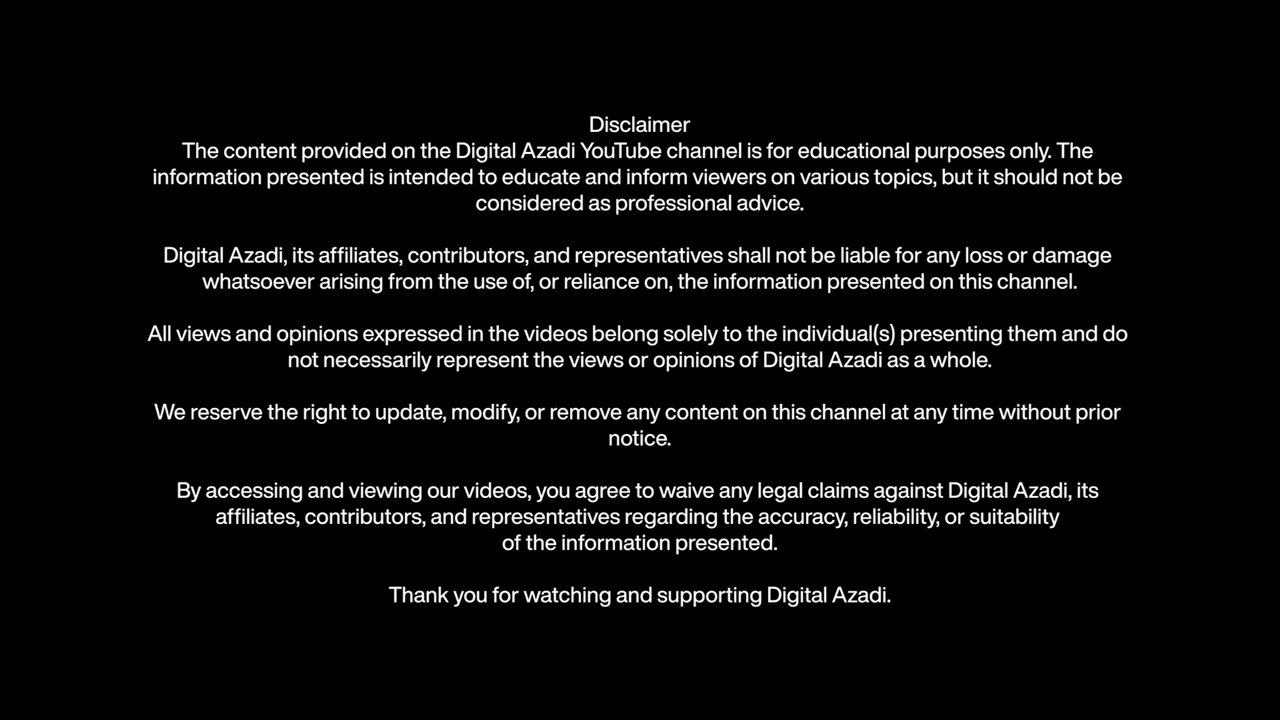 Disclaimer
The content provided on the Digital Azadi YouTube channel is for educational purposes only. The
information presented is intended to educate and inform viewers on various topics, but it should not be
considered as professional advice.
Digital Azadi, its affiliates, contributors, and representatives shall not be liable for any loss or damage
whatsoever arising from the use of, or reliance on, the information presented on this channel.
All views and opinions expressed in the videos belong solely to the individual(s) presenting them and do
not necessarily represent the views or opinions of Digital Azadi as a whole.
We reserve the right to update, modify, or remove any content on this channel at any time without prior
notice.
By accessing and viewing our videos, you agree to waive any legal claims against Digital Azadi, its
affiliates, contributors, and representatives regarding the accuracy, reliability, or suitability
of the information presented.
Thank you for watching and supporting Digital Azadi.